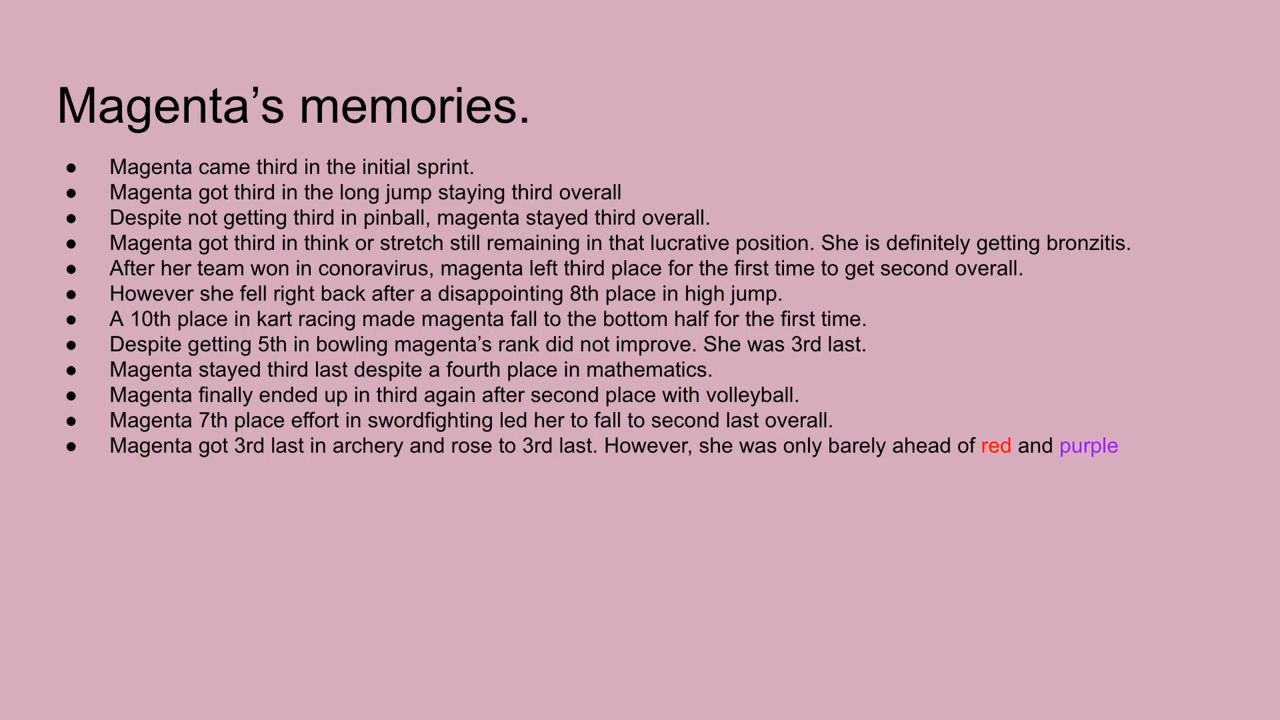 Magenta’s memories.
● Magenta came third in the initial sprint.
● Magenta got third in the long jump staying third overall
● Despite not getting third in pinball, magenta stayed third overall.
● Magenta got third in think or stretch still remaining in that lucrative position. She is definitely getting bronzitis.
● After her team won in conoravirus, magenta left third place for the first time to get second overall.
● However she fell right back after a disappointing 8th place in high jump.
● A 10th place in kart racing made magenta fall to the bottom half for the first time.
● Despite getting 5th in bowling magenta’s rank did not improve. She was 3rd last.
● Magenta stayed third last despite a fourth place in mathematics.
● Magenta finally ended up in third again after second place with volleyball.
● Magenta 7th place effort in swordfighting led her to fall to second last overall.
● Magenta got 3rd last in archery and rose to 3rd last. However, she was only barely ahead of red and purple